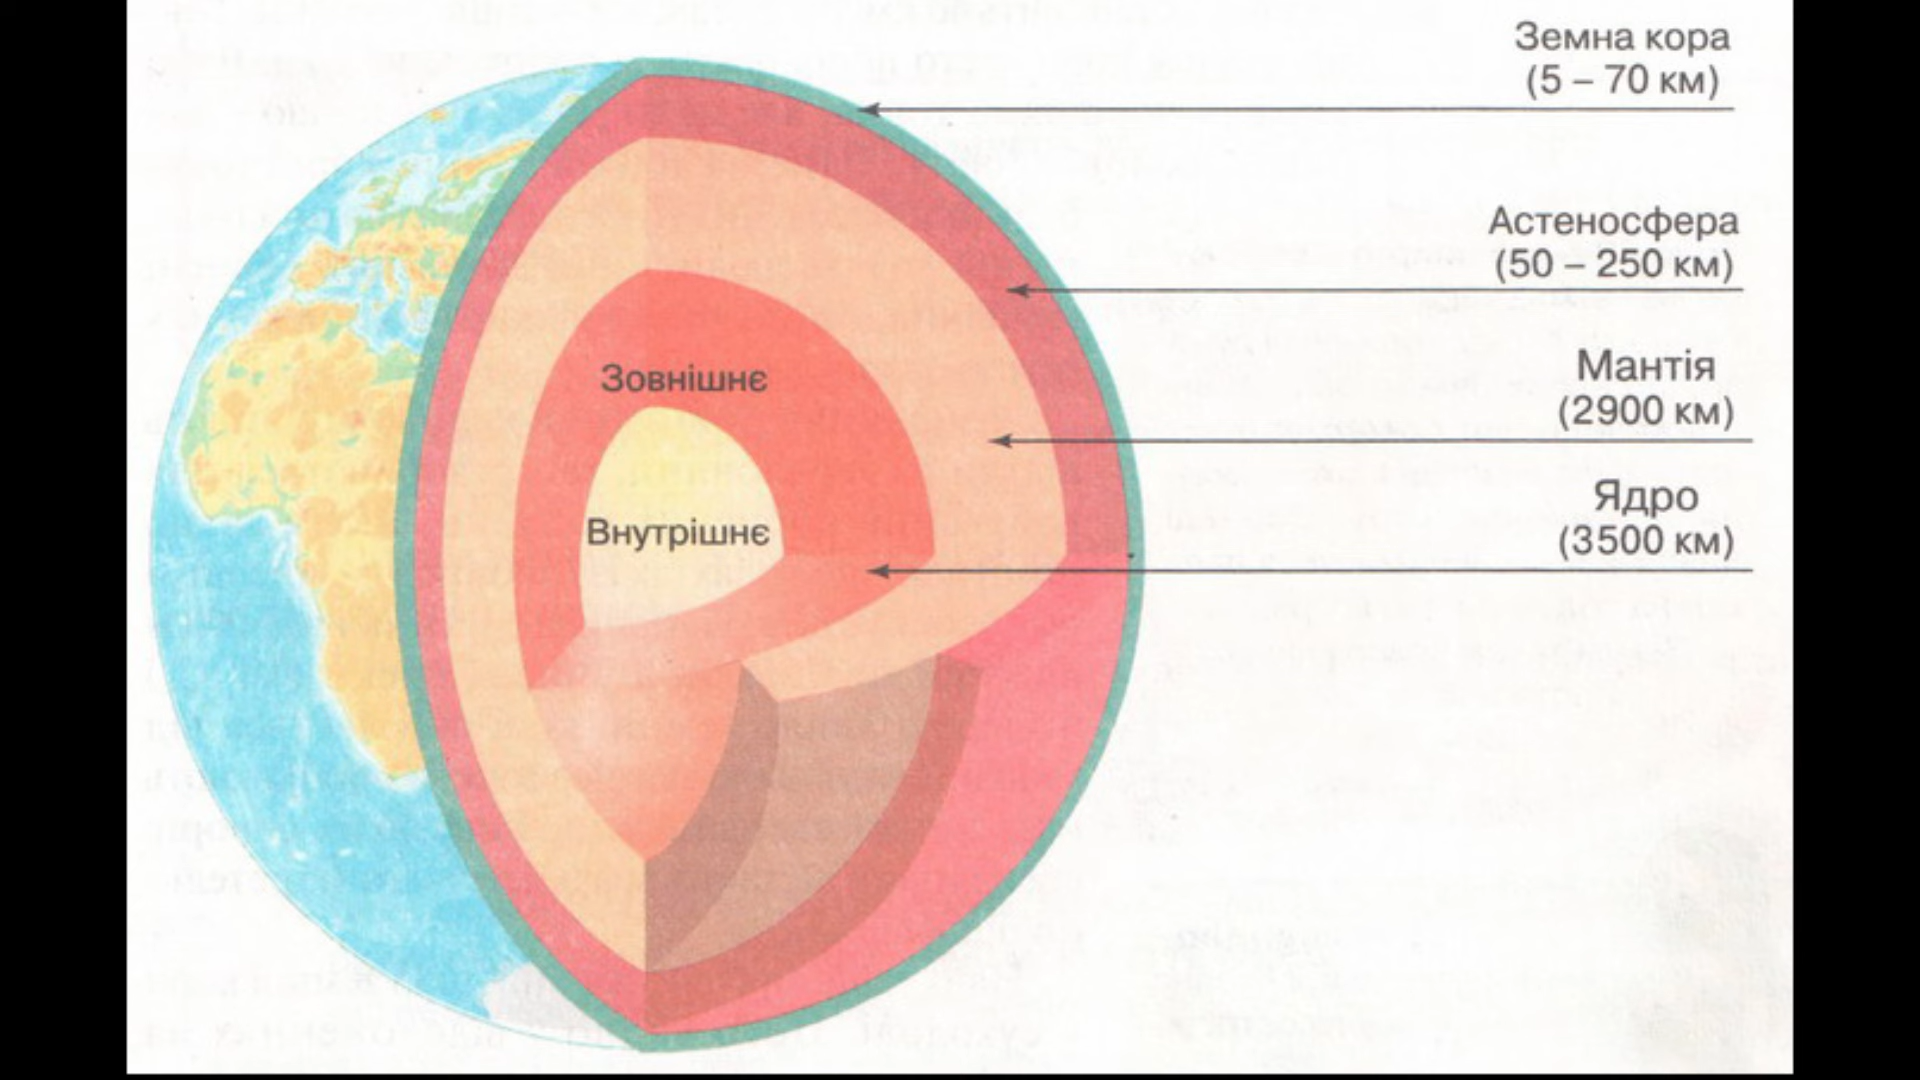 Земна кора
(5 – 70 км)
Астеносфера
(50 – 250 км)
Мантія
(2900 км)
Ядро
(3500 км)
Зовнішнє
Внутрішнє